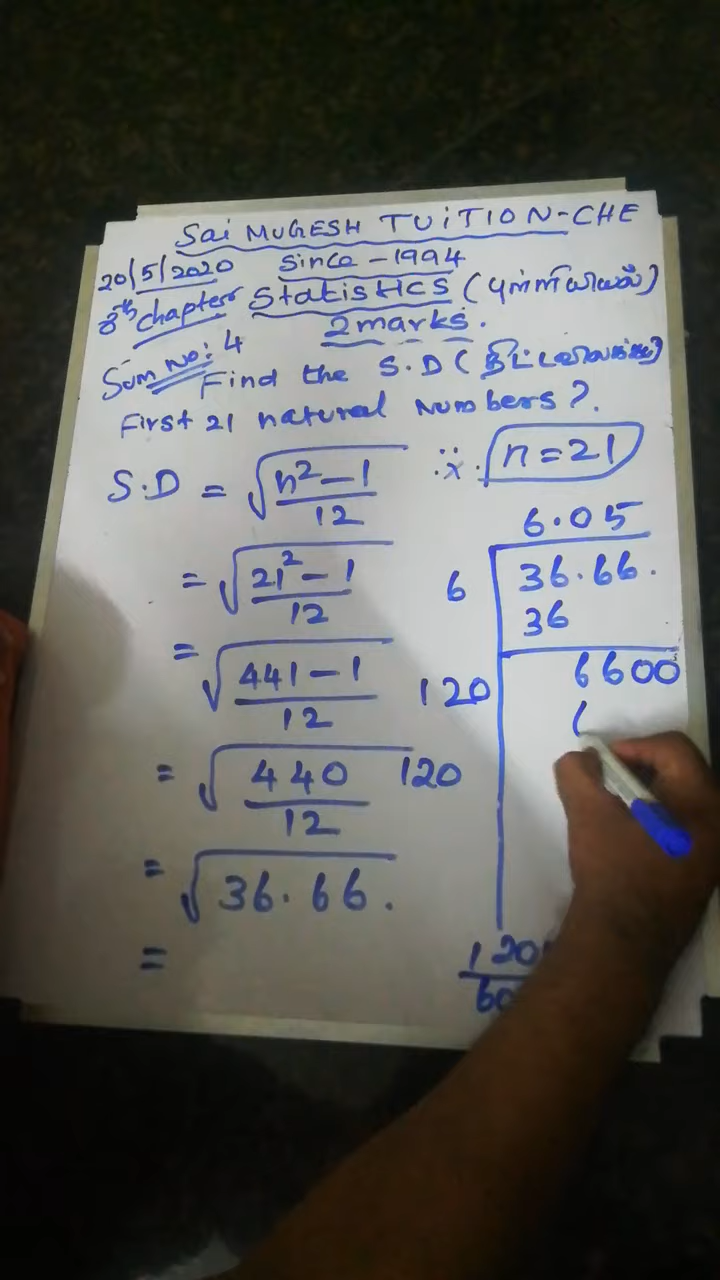 Sai MUGESH TUiTION-CHE
Since -1994
20/5/2020
8th chapter Statistics (புள்ளியியல்)
2marks.
Sum No: 4
Find the S.D (திட்டவிலக்கம்)
First 21 natural Numbers ?.
S.D = √n²-1/12 n=21
= √21²-1/12
= √441-1/12
= √440/12
= √36.66.
=
6.05
6 36.66.
36
120 6600
120